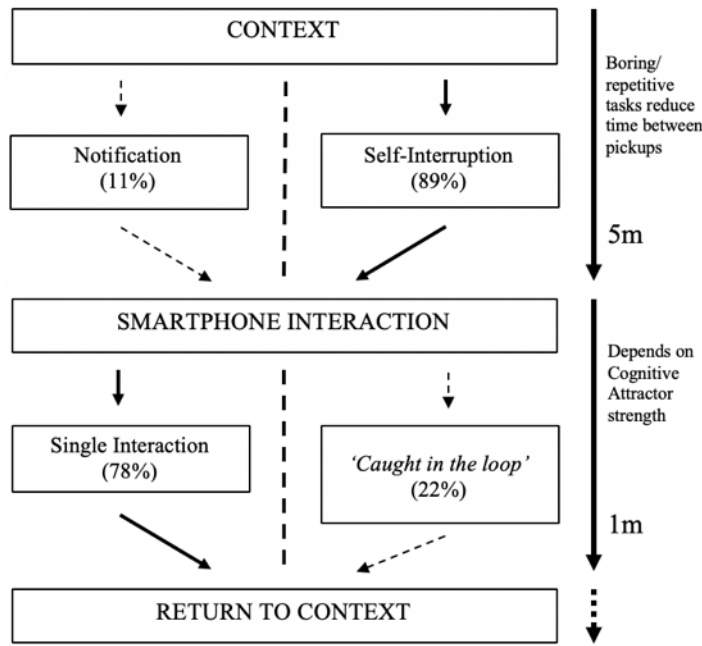 CONTEXT
Boring/
repetitive
tasks reduce
time between
pickups
Notification
(11%)
Self-Interruption
(89%)
5m
SMARTPHONE INTERACTION
Depends on
Cognitive
Attractor
strength
Single Interaction
(78%)
‘Caught in the loop’
(22%)
1m
RETURN TO CONTEXT